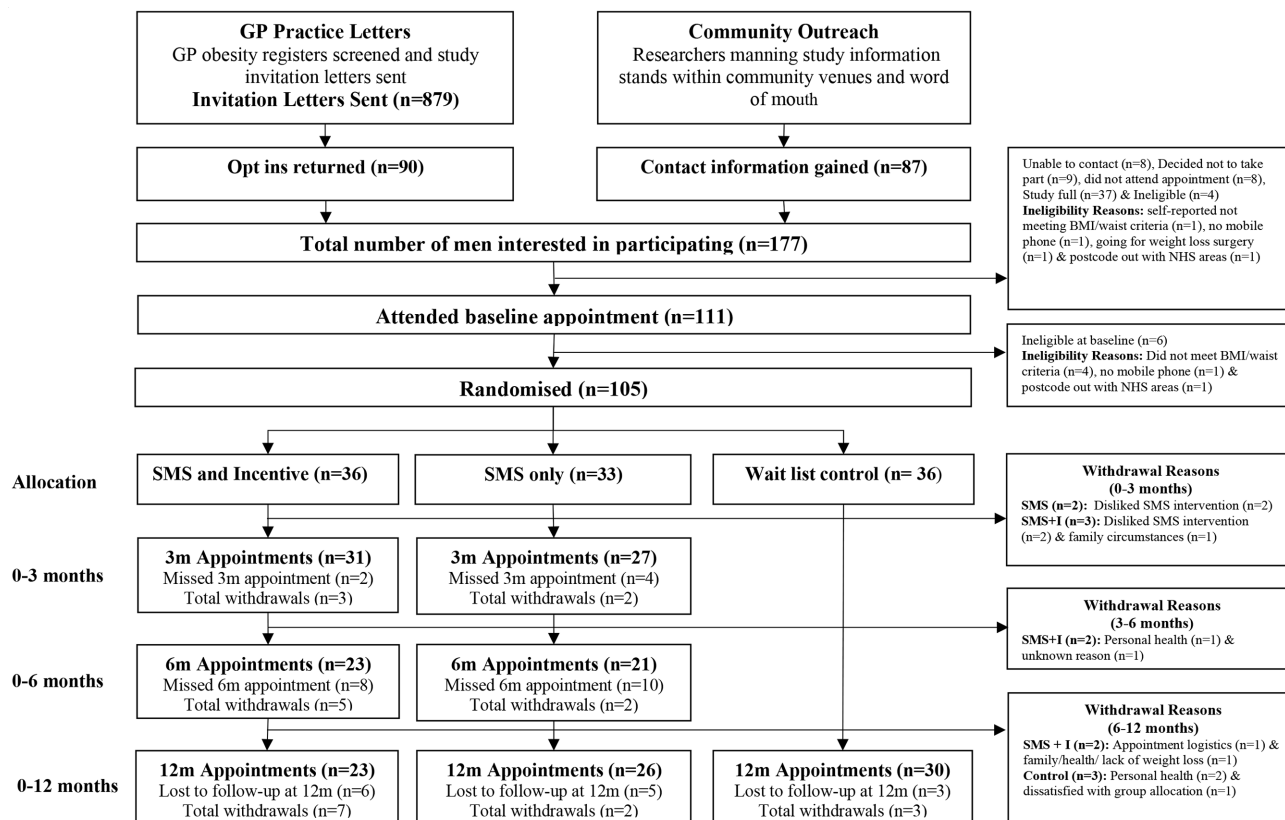 GP Practice Letters
GP obesity registers screened and study
invitation letters sent
Invitation Letters Sent (n=879)
Community Outreach
Researchers manning study information
stands within community venues and word
of mouth
Opt ins returned (n=90)
Contact information gained (n=87)
Unable to contact (n=8), Decided not to take
part (n=9), did not attend appointment (n=8),
Study full (n=37) & Ineligible (n=4)
Ineligibility Reasons: self-reported not
meeting BMI/waist criteria (n=1), no mobile
phone (n=1), going for weight loss surgery
(n=1) & postcode out with NHS areas (n=1)
Total number of men interested in participating (n=177)
Attended baseline appointment (n=111)
Ineligible at baseline (n=6)
Ineligibility Reasons: Did not meet BMI/waist
criteria (n=4), no mobile phone (n=1) &
postcode out with NHS areas (n=1)
Randomised (n=105)
Allocation
SMS and Incentive (n=36)
SMS only (n=33)
Wait list control (n= 36)
Withdrawal Reasons
(0-3 months)
SMS (n=2): Disliked SMS intervention (n=2)
SMS+I (n=3): Disliked SMS intervention
(n=2) & family circumstances (n=1)
0-3 months
3m Appointments (n=31)
Missed 3m appointment (n=2)
Total withdrawals (n=3)
3m Appointments (n=27)
Missed 3m appointment (n=4)
Total withdrawals (n=2)
Withdrawal Reasons
(3-6 months)
SMS+I (n=2): Personal health (n=1) &
unknown reason (n=1)
0-6 months
6m Appointments (n=23)
Missed 6m appointment (n=8)
Total withdrawals (n=5)
6m Appointments (n=21)
Missed 6m appointment (n=10)
Total withdrawals (n=2)
Withdrawal Reasons
(6-12 months)
SMS + I (n=2): Appointment logistics (n=1) &
family/health/ lack of weight loss (n=1)
Control (n=3): Personal health (n=2) &
dissatisfied with group allocation (n=1)
0-12 months
12m Appointments (n=23)
Lost to follow-up at 12m (n=6)
Total withdrawals (n=7)
12m Appointments (n=26)
Lost to follow-up at 12m (n=5)
Total withdrawals (n=2)
12m Appointments (n=30)
Lost to follow-up at 12m (n=3)
Total withdrawals (n=3)